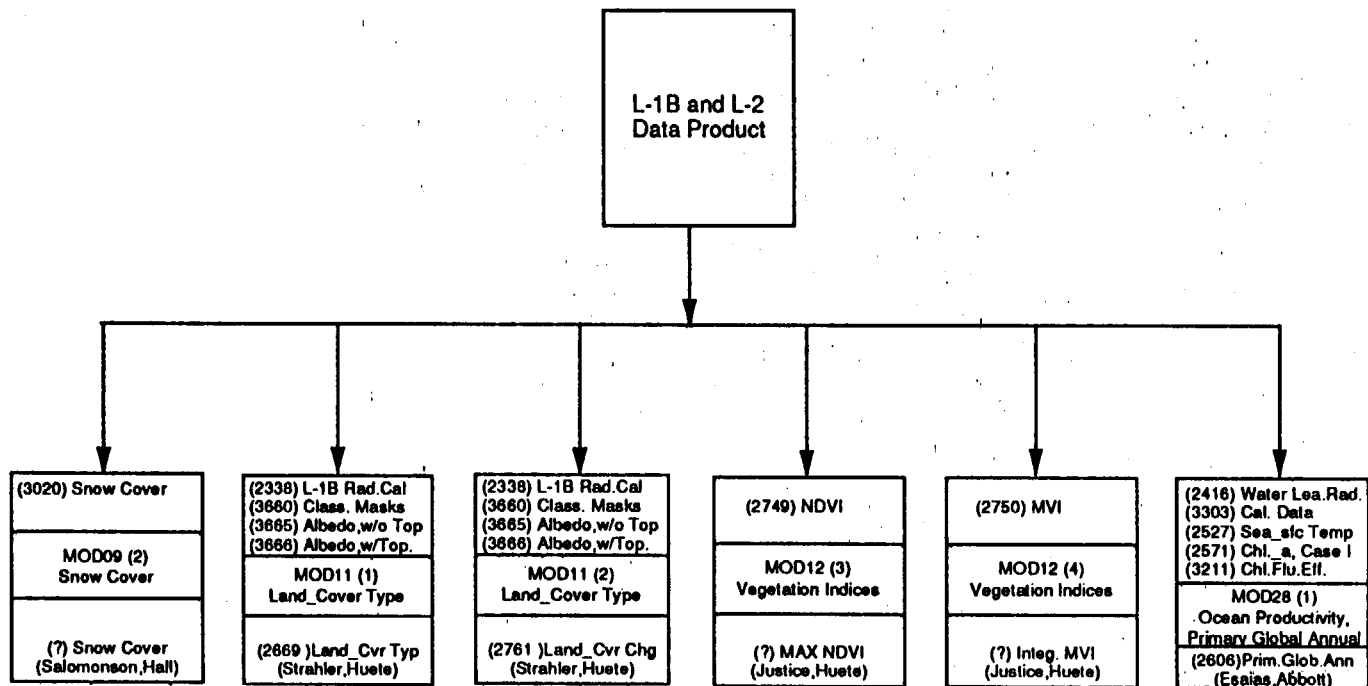 L-1B and L-2
Data Product
(3020) Snow Cover
MOD09 (2)
Snow Cover
(?) Snow Cover
(Salomonson,Hall)
(2338) L-1B Rad.Cal
(3660) Class. Masks
(3665) Albedo,w/o Top
(3666) Albedo,w/Top.
MOD11 (1)
Land_Cover Type
(2669 )Land_Cvr Typ
(Strahler,Huete)
(2338) L-1B Rad.Cal
(3660) Class. Masks
(3665) Albedo,w/o Top
(3666) Albedo,w/Top.
MOD11 (2)
Land_Cover Type
(2761 )Land_Cvr Chg
(Strahler,Huete)
(2749) NDVI
MOD12 (3)
Vegetation Indices
(?) MAX NDVI
(Justice,Huete)
(2750) MVI
MOD12 (4)
Vegetation Indices
(?) Integ. MVI
(Justice,Huete)
(2416) Water Lea.Rad.
(3303) Cal. Data
(2527) Sea_sfc Temp
(2571) Chl._a, Case I
(3211) Chl.Flu.Eff.
MOD28 (1)
Ocean Productivity,
Primary Global Annual
(2606)Prim.Glob.Ann
(Esaias,Abbott)